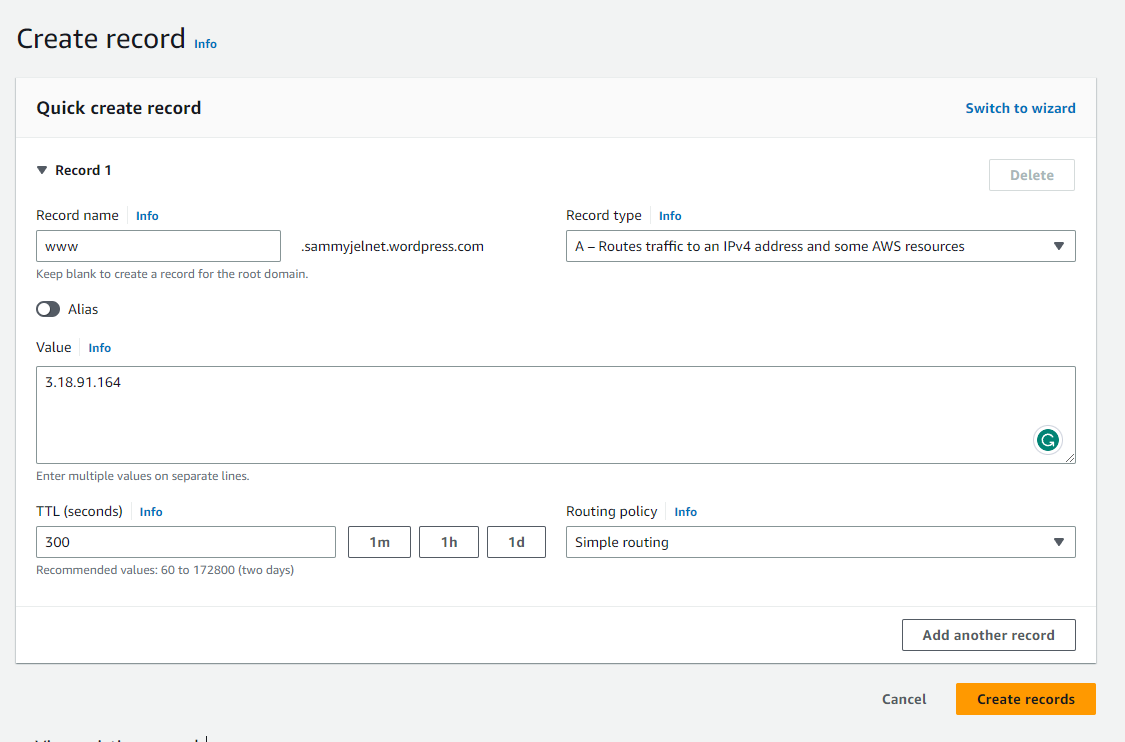 Create record Info
Quick create record Switch to wizard
Record 1 Delete
Record name Info Record type Info
www .sammyjelnet.wordpress.com A – Routes traffic to an IPv4 address and some AWS resources
Keep blank to create a record for the root domain.
Alias
Value Info
3.18.91.164
Enter multiple values on separate lines.
TTL (seconds) Info Routing policy Info
300 1m 1h 1d Simple routing
Recommended values: 60 to 172800 (two days)
Add another record
Cancel Create records